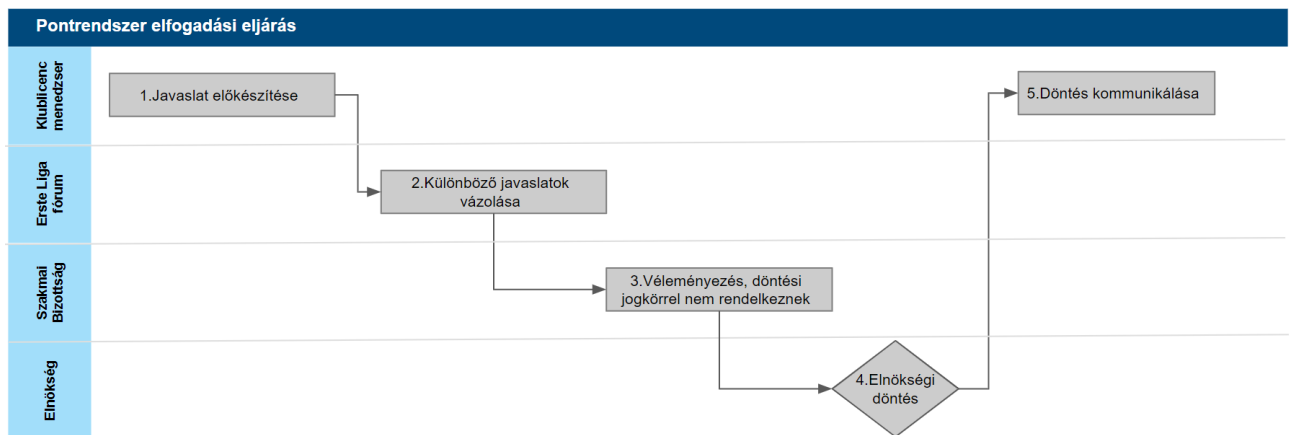 Pontrendszer elfogadási eljárás
Klublicenc
menedzser
1.Javaslat előkészítése
5.Döntés kommunikálása
Erste Liga
fórum
2.Különböző javaslatok
vázolása
Szakmai
Bizottság
3.Véleményezés, döntési
jogkörrel nem rendelkeznek
Elnökség
4.Elnökségi
döntés